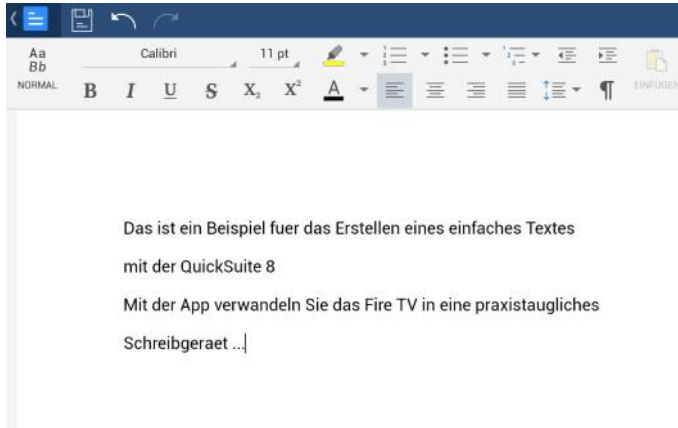 Aa
Bb
NORMAL
Calibri
11 pt
B I U S X₂ X² A ¶
EINFÜGEN
Das ist ein Beispiel fuer das Erstellen eines einfaches Textes
mit der QuickSuite 8
Mit der App verwandeln Sie das Fire TV in eine praxistaugliches
Schreibgeraet ...